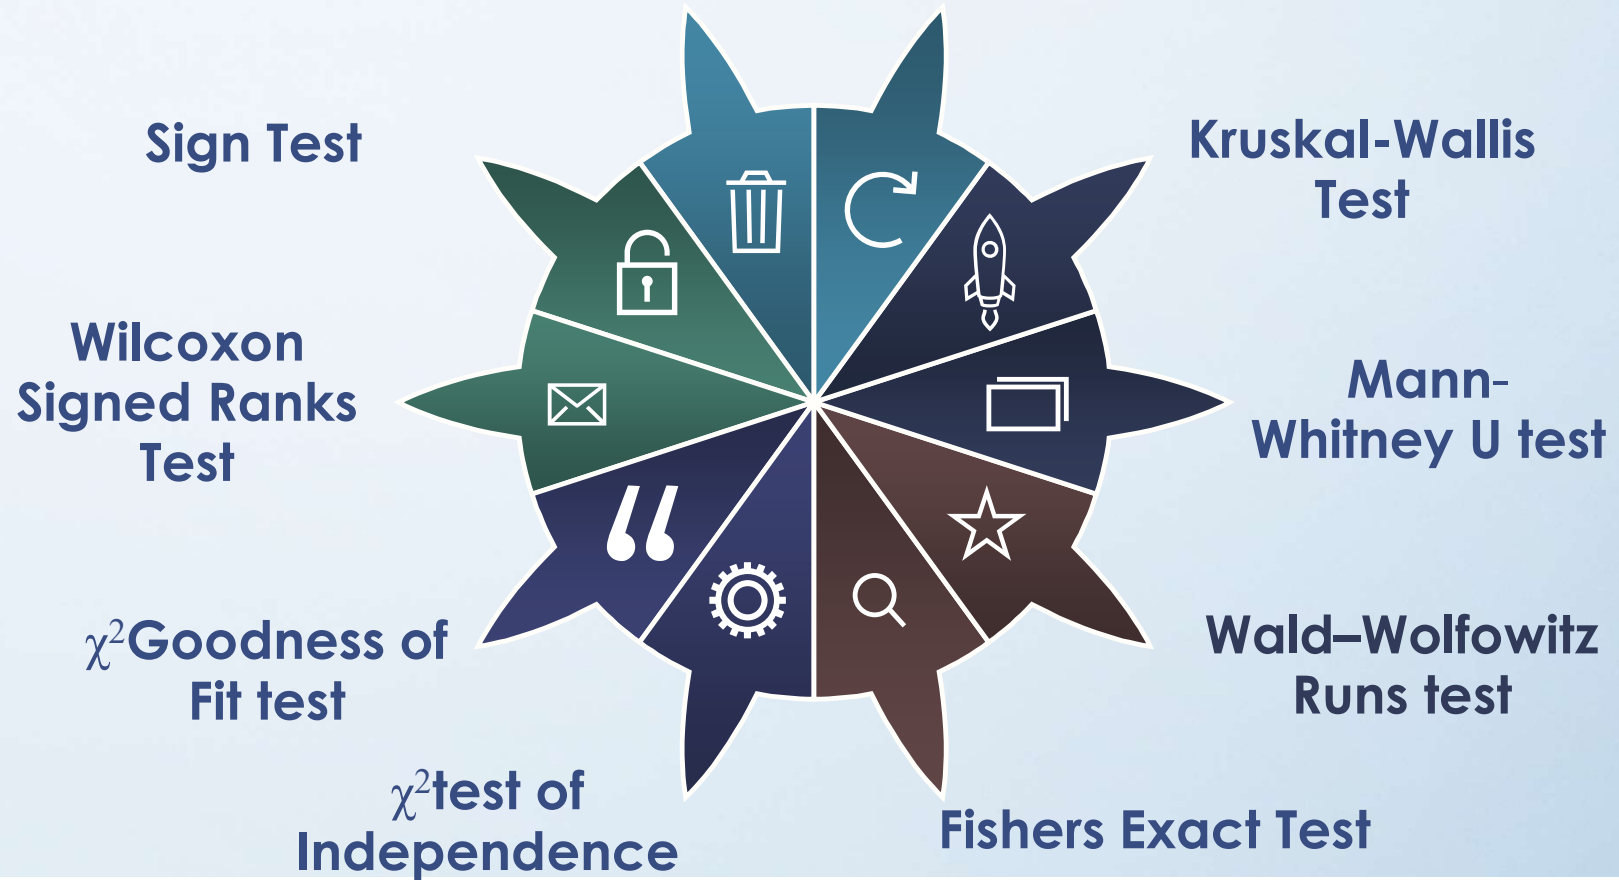 Sign Test
Kruskal-Wallis
Test
Wilcoxon
Signed Ranks
Test
Mann-
Whitney U test
χ²Goodness of
Fit test
Wald–Wolfowitz
Runs test
χ²test of
Independence
Fishers Exact Test